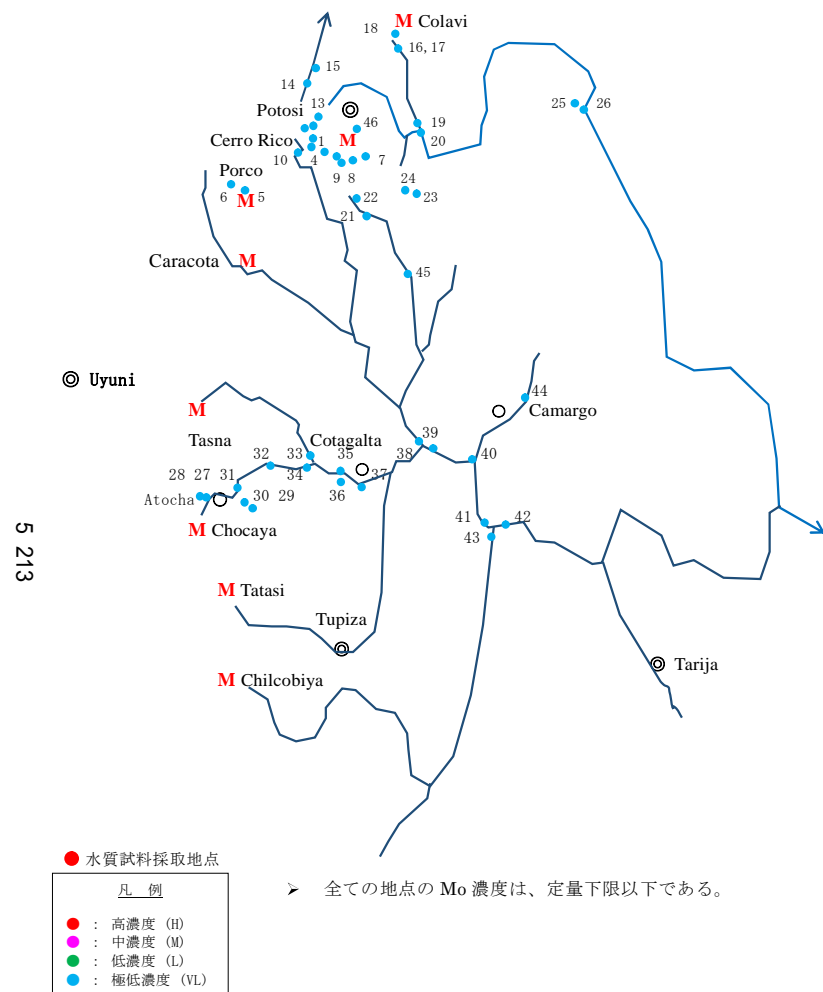 18 M Colavi
16, 17
15
14
Potosi 13
46
19
25 26
Cerro Rico 1 M
20
10 4 9 8 7
Porco
24
6 5 23
M
22
21
Caracota M
45
Uyuni
M
44
Camargo
Tasna Cotagalta 39
32 33 35 38 40
28 27 31 34 37
Atocha 30 29 36
M Chocaya
41 42
43
M Tatasi
Tupiza
Tarija
M Chilcobiya
5 213
水質試料採取地点
凡 例
: 高濃度 (H)
: 中濃度 (M)
: 低濃度 (L)
: 極低濃度 (VL)
➢ 全ての地点の Mo 濃度は、定量下限以下である。